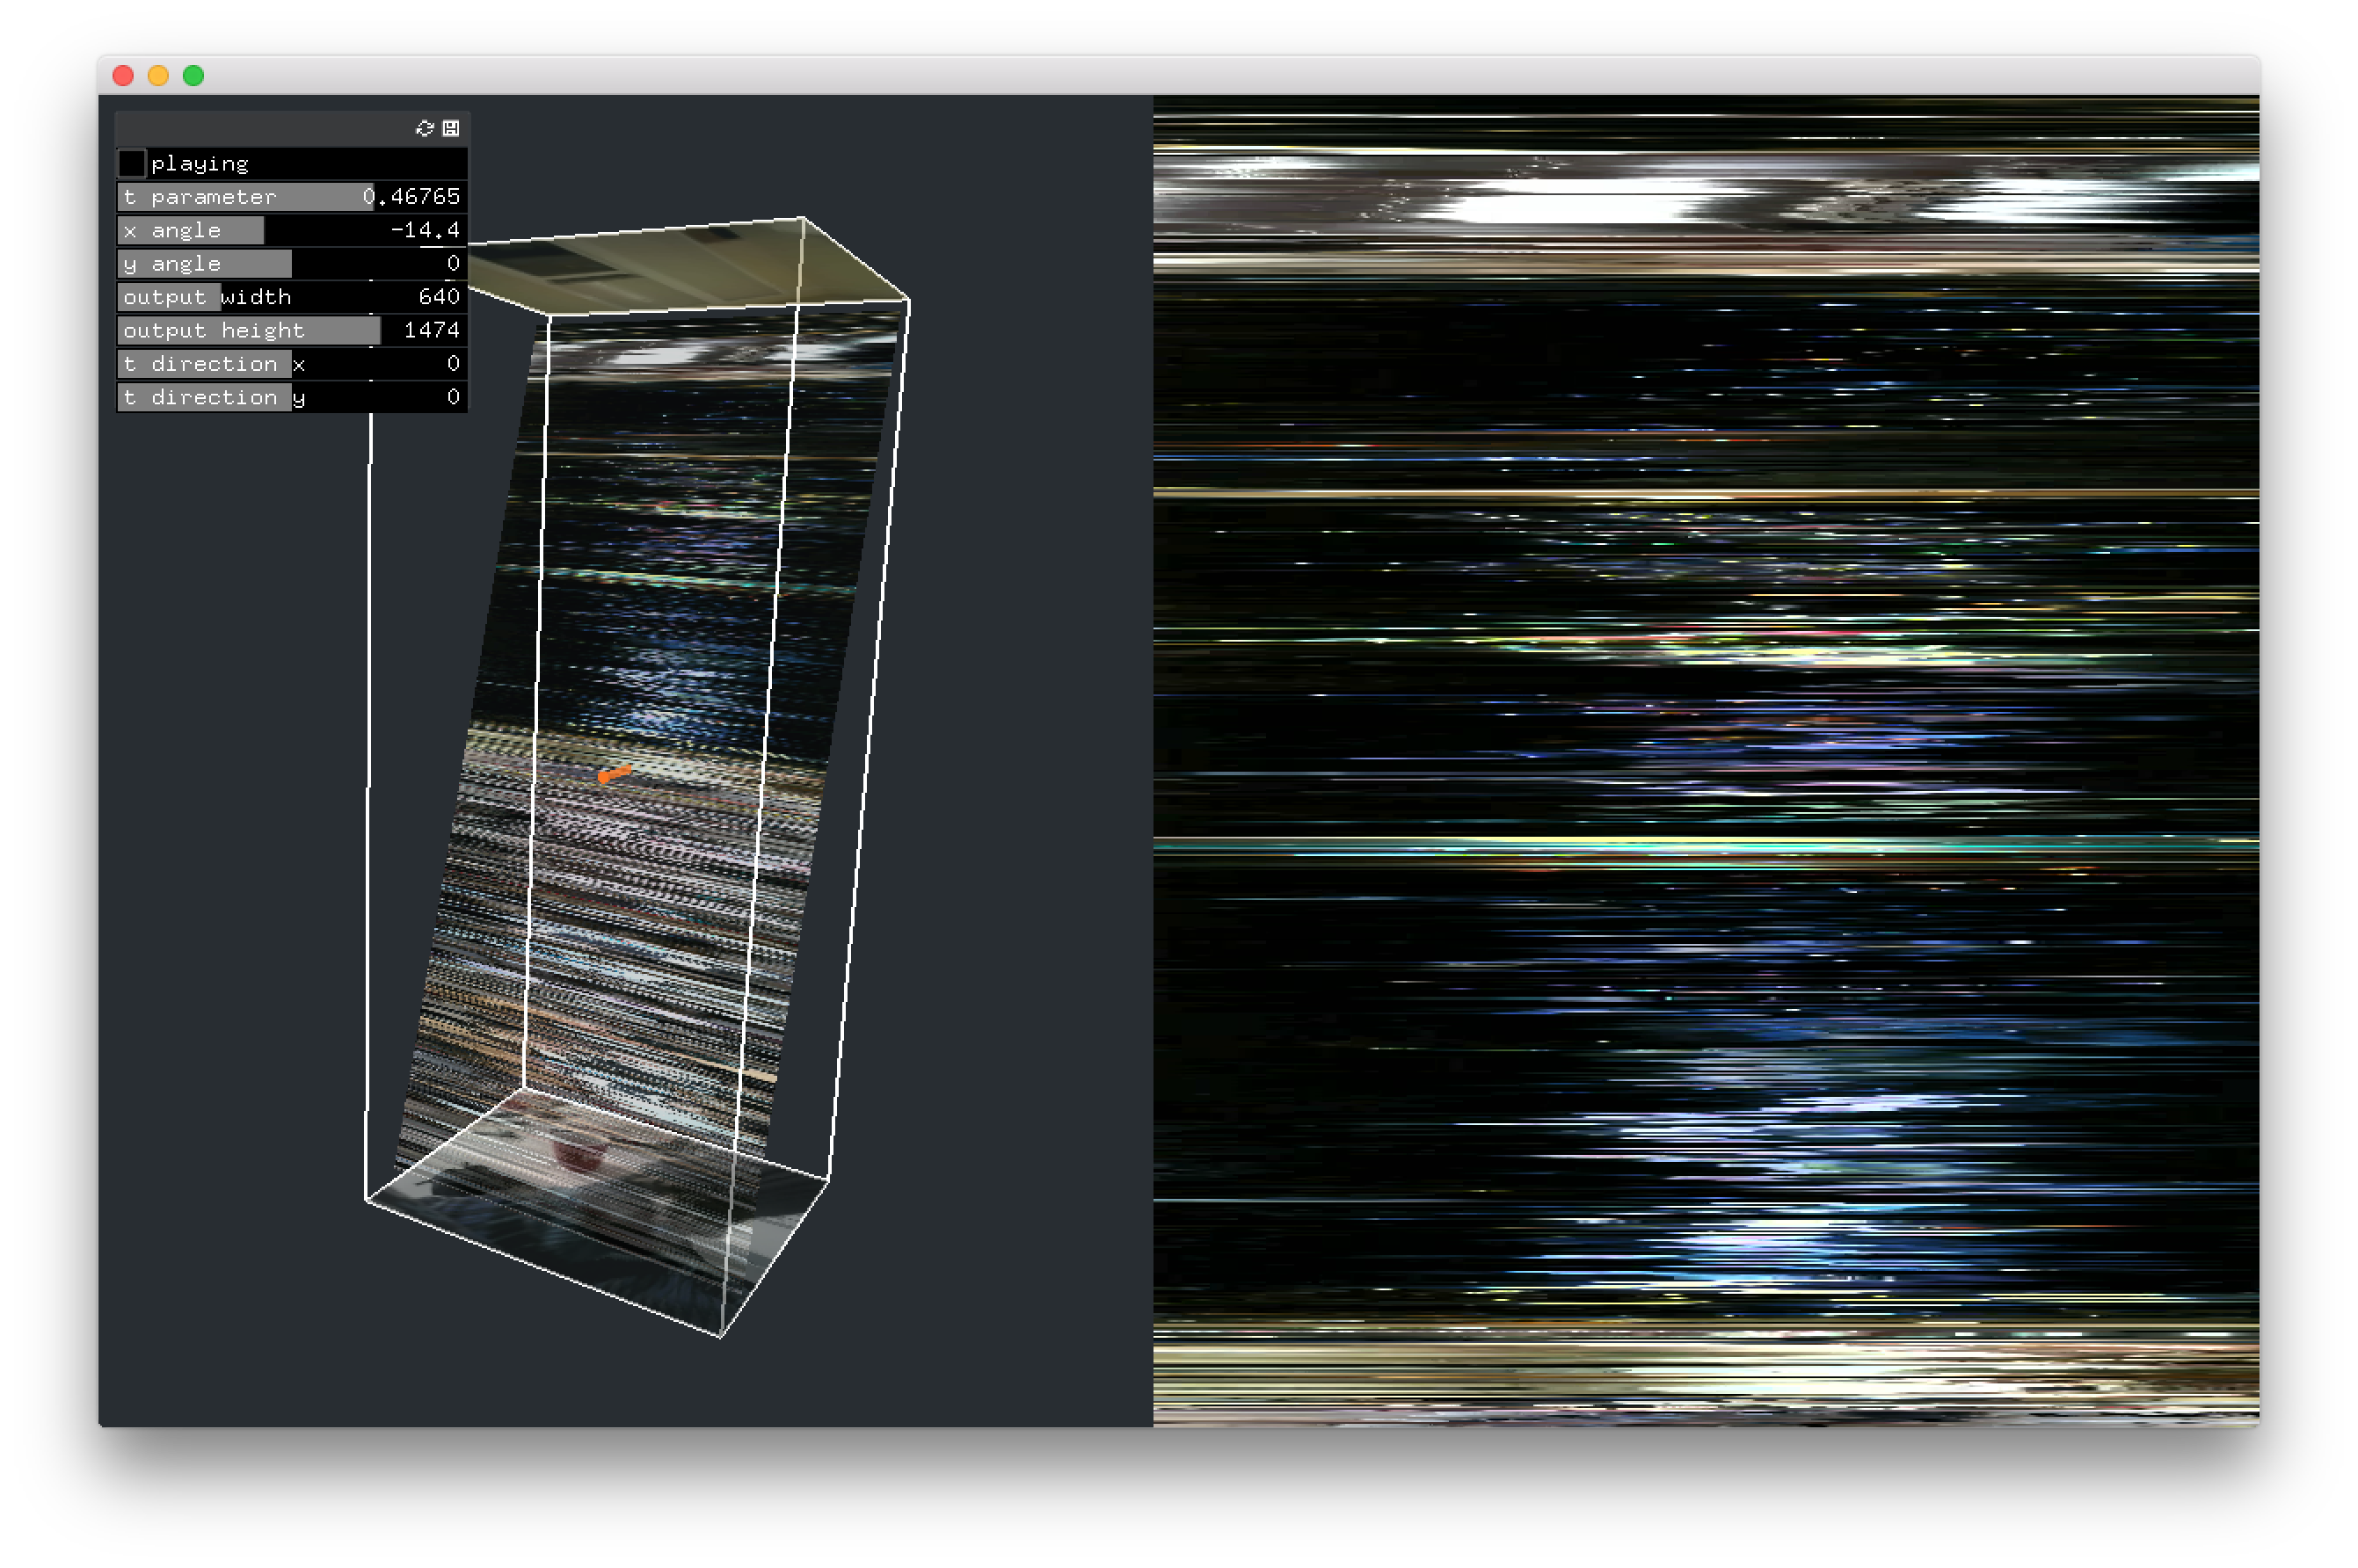 playing
t parameter 0.46765
x angle -14.4
y angle 0
output width 640
output height 1474
t direction x 0
t direction y 0